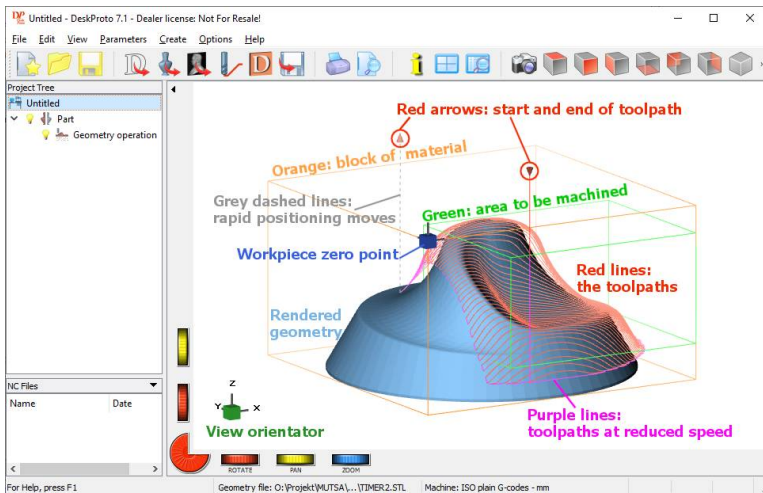 Untitled - DeskProto 7.1 - Dealer license: Not For Resale!
File Edit View Parameters Create Options Help
Project Tree
Untitled
Part
Geometry operation
Red arrows: start and end of toolpath
Orange: block of material
Grey dashed lines:
rapid positioning moves
Green: area to be machined
Workpiece zero point
Red lines:
the toolpaths
Rendered
geometry
NC Files
Name Date
Z
Y X
View orientator
Purple lines:
toolpaths at reduced speed
ROTATE PAN ZOOM
For Help, press F1 Geometry file: O:\Projekt\MUTSA\...\TIMER2.STL Machine: ISO plain G-codes - mm